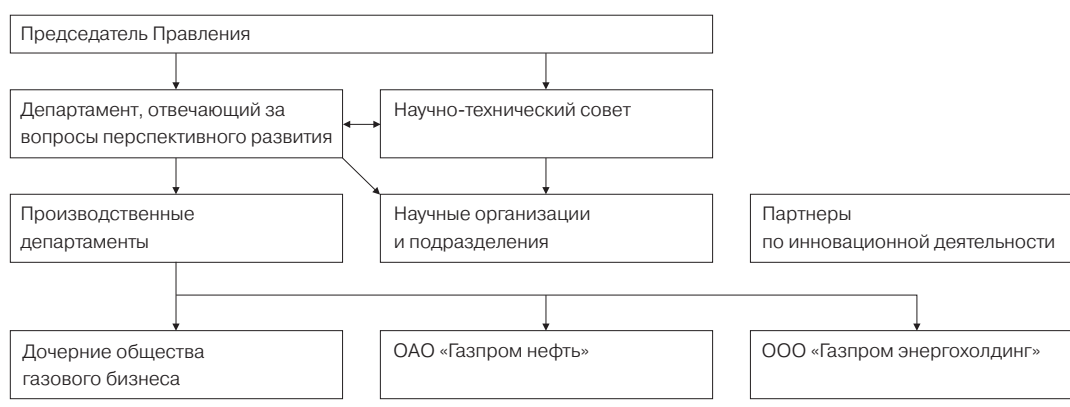 Председатель Правления
Департамент, отвечающий за
вопросы перспективного развития
Научно-технический совет
Производственные
департаменты
Научные организации
и подразделения
Партнеры
по инновационной деятельности
Дочерние общества
газового бизнеса
ОАО «Газпром нефть»
ООО «Газпром энергохолдинг»